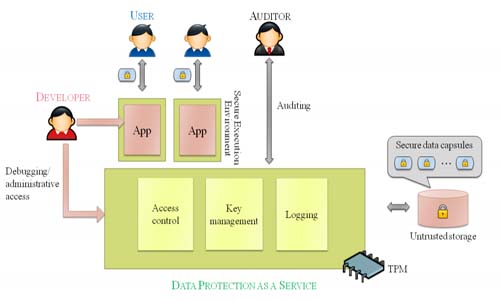 USER
AUDITOR
DEVELOPER
App
App
Secure Execution
Environment
Auditing
Debugging/
administrative
access
Secure data capsules
...
Access
control
Key
management
Logging
Untrusted storage
TPM
DATA PROTECTION AS A SERVICE